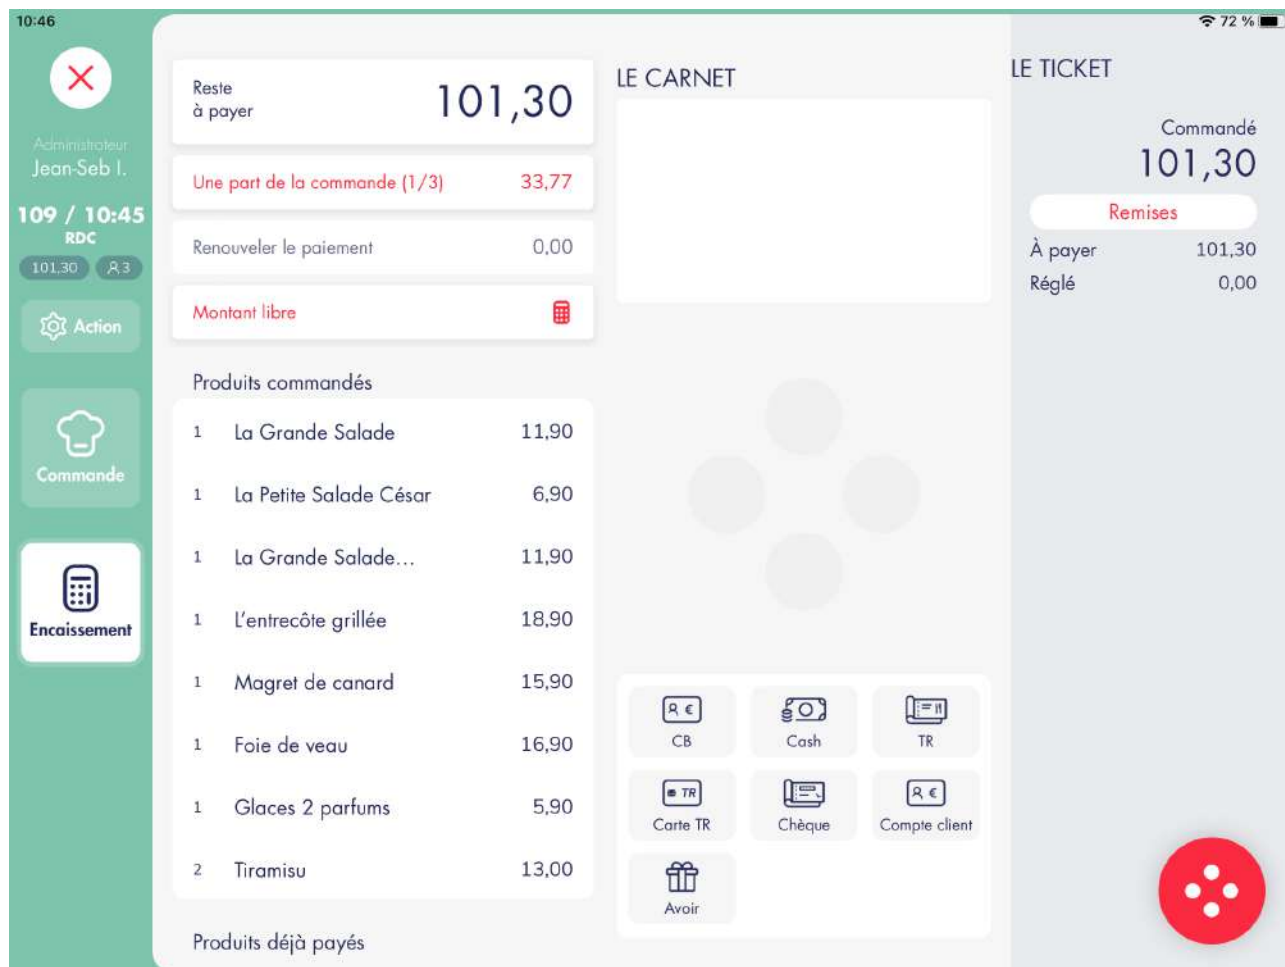 10:46
72 %
Administrateur
Jean-Seb I.
109 / 10:45
RDC
101,30 3
Action
Commande
Encaissement
Reste
à payer 101,30
Une part de la commande (1/3) 33,77
Renouveler le paiement 0,00
Montant libre
Produits commandés
1 La Grande Salade 11,90
1 La Petite Salade César 6,90
1 La Grande Salade... 11,90
1 L'entrecôte grillée 18,90
1 Magret de canard 15,90
1 Foie de veau 16,90
1 Glaces 2 parfums 5,90
2 Tiramisu 13,00
Produits déjà payés
LE CARNET
CB Cash TR
TR
Carte TR Chèque Compte client
Avoir
LE TICKET
Commandé
101,30
Remises
À payer 101,30
Réglé 0,00